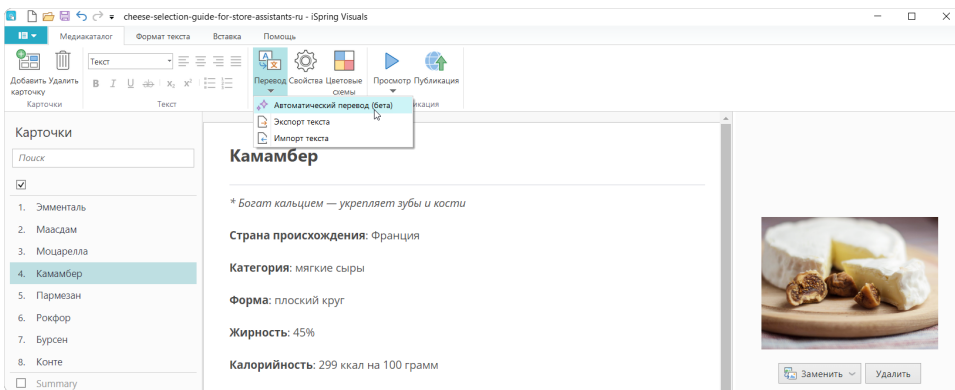 cheese-selection-guide-for-store-assistants-ru - iSpring Visuals
Медиакаталог Формат текста Вставка Помощь
Добавить карточку
Удалить
Текст
B I U ab x₂ x²
Перевод
Свойства
Цветовые схемы
Просмотр
Публикация
Карточки Текст икация
Автоматический перевод (бета)
Экспорт текста
Импорт текста
Карточки
Поиск
1. Эмменталь
2. Маасдам
3. Моцарелла
4. Камамбер
5. Пармезан
6. Рокфор
7. Бурсен
8. Конте
Summary
Камамбер
* Богат кальцием — укрепляет зубы и кости
Страна происхождения: Франция
Категория: мягкие сыры
Форма: плоский круг
Жирность: 45%
Калорийность: 299 ккал на 100 грамм
Заменить Удалить